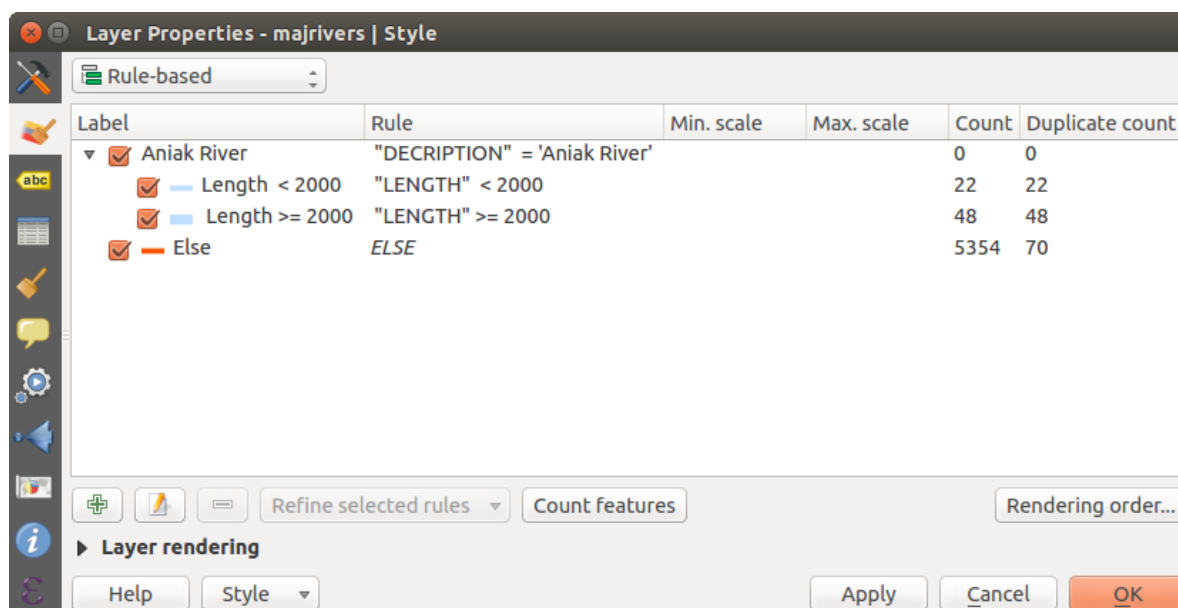 Layer Properties - majrivers | Style
Rule-based
Label Rule Min. scale Max. scale Count Duplicate count
Aniak River "DECRIPTION" = 'Aniak River' 0 0
abc
Length < 2000 "LENGTH" < 2000 22 22
Length >= 2000 "LENGTH" >= 2000 48 48
Else ELSE 5354 70
Refine selected rules Count features Rendering order...
i
Layer rendering
ε
Help Style Apply Cancel OK